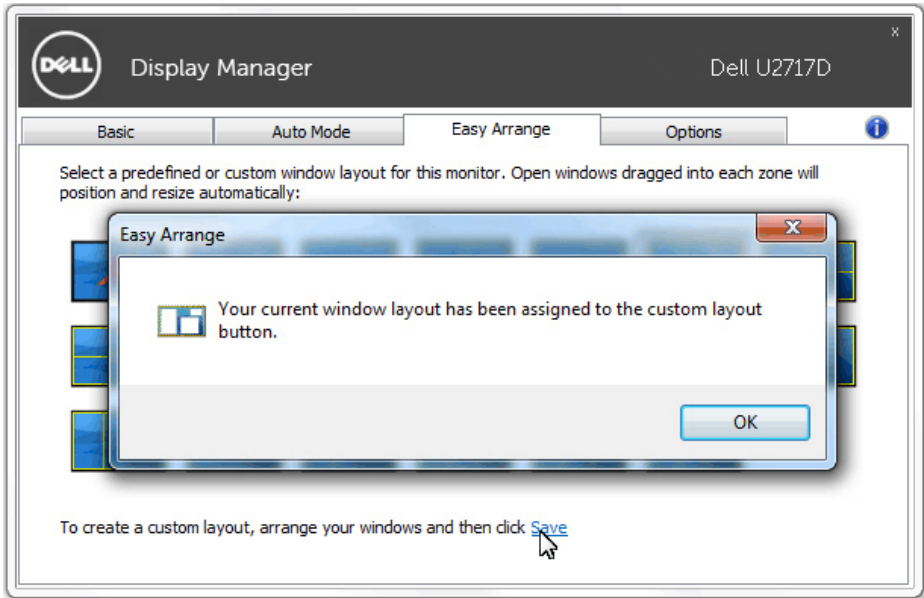 x
DELL
Display Manager
Dell U2717D
Basic
Auto Mode
Easy Arrange
Options
Select a predefined or custom window layout for this monitor. Open windows dragged into each zone will
position and resize automatically:
Easy Arrange
Your current window layout has been assigned to the custom layout
button.
OK
To create a custom layout, arrange your windows and then click Save